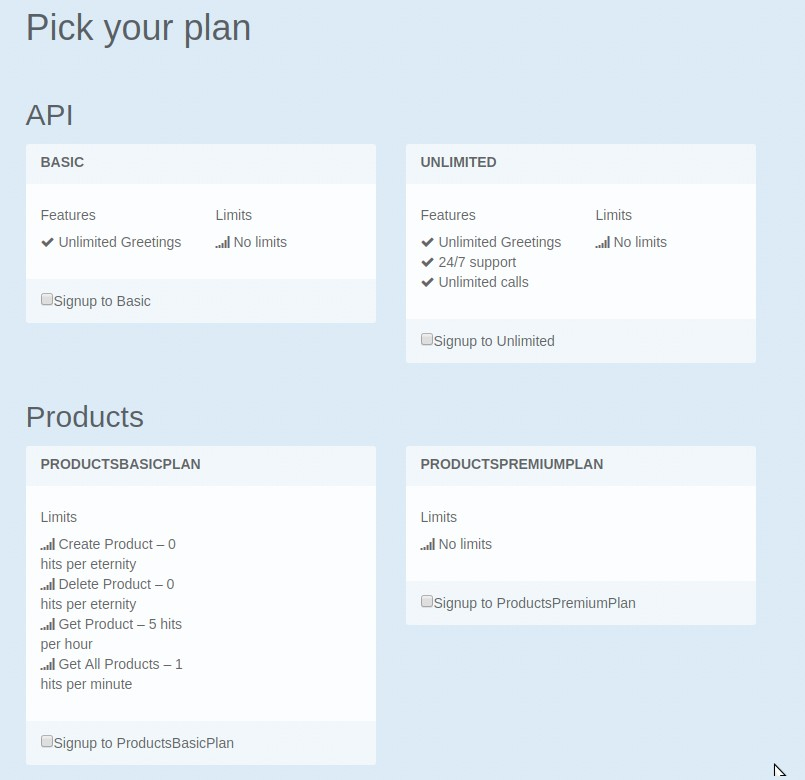 Pick your plan
API
BASIC
Features
Limits
Unlimited Greetings
No limits
Signup to Basic
UNLIMITED
Features
Limits
Unlimited Greetings
No limits
24/7 support
Unlimited calls
Signup to Unlimited
Products
PRODUCTSBASICPLAN
Limits
Create Product – 0
hits per eternity
Delete Product – 0
hits per eternity
Get Product – 5 hits
per hour
Get All Products – 1
hits per minute
Signup to ProductsBasicPlan
PRODUCTSPREMIUMPLAN
Limits
No limits
Signup to ProductsPremiumPlan